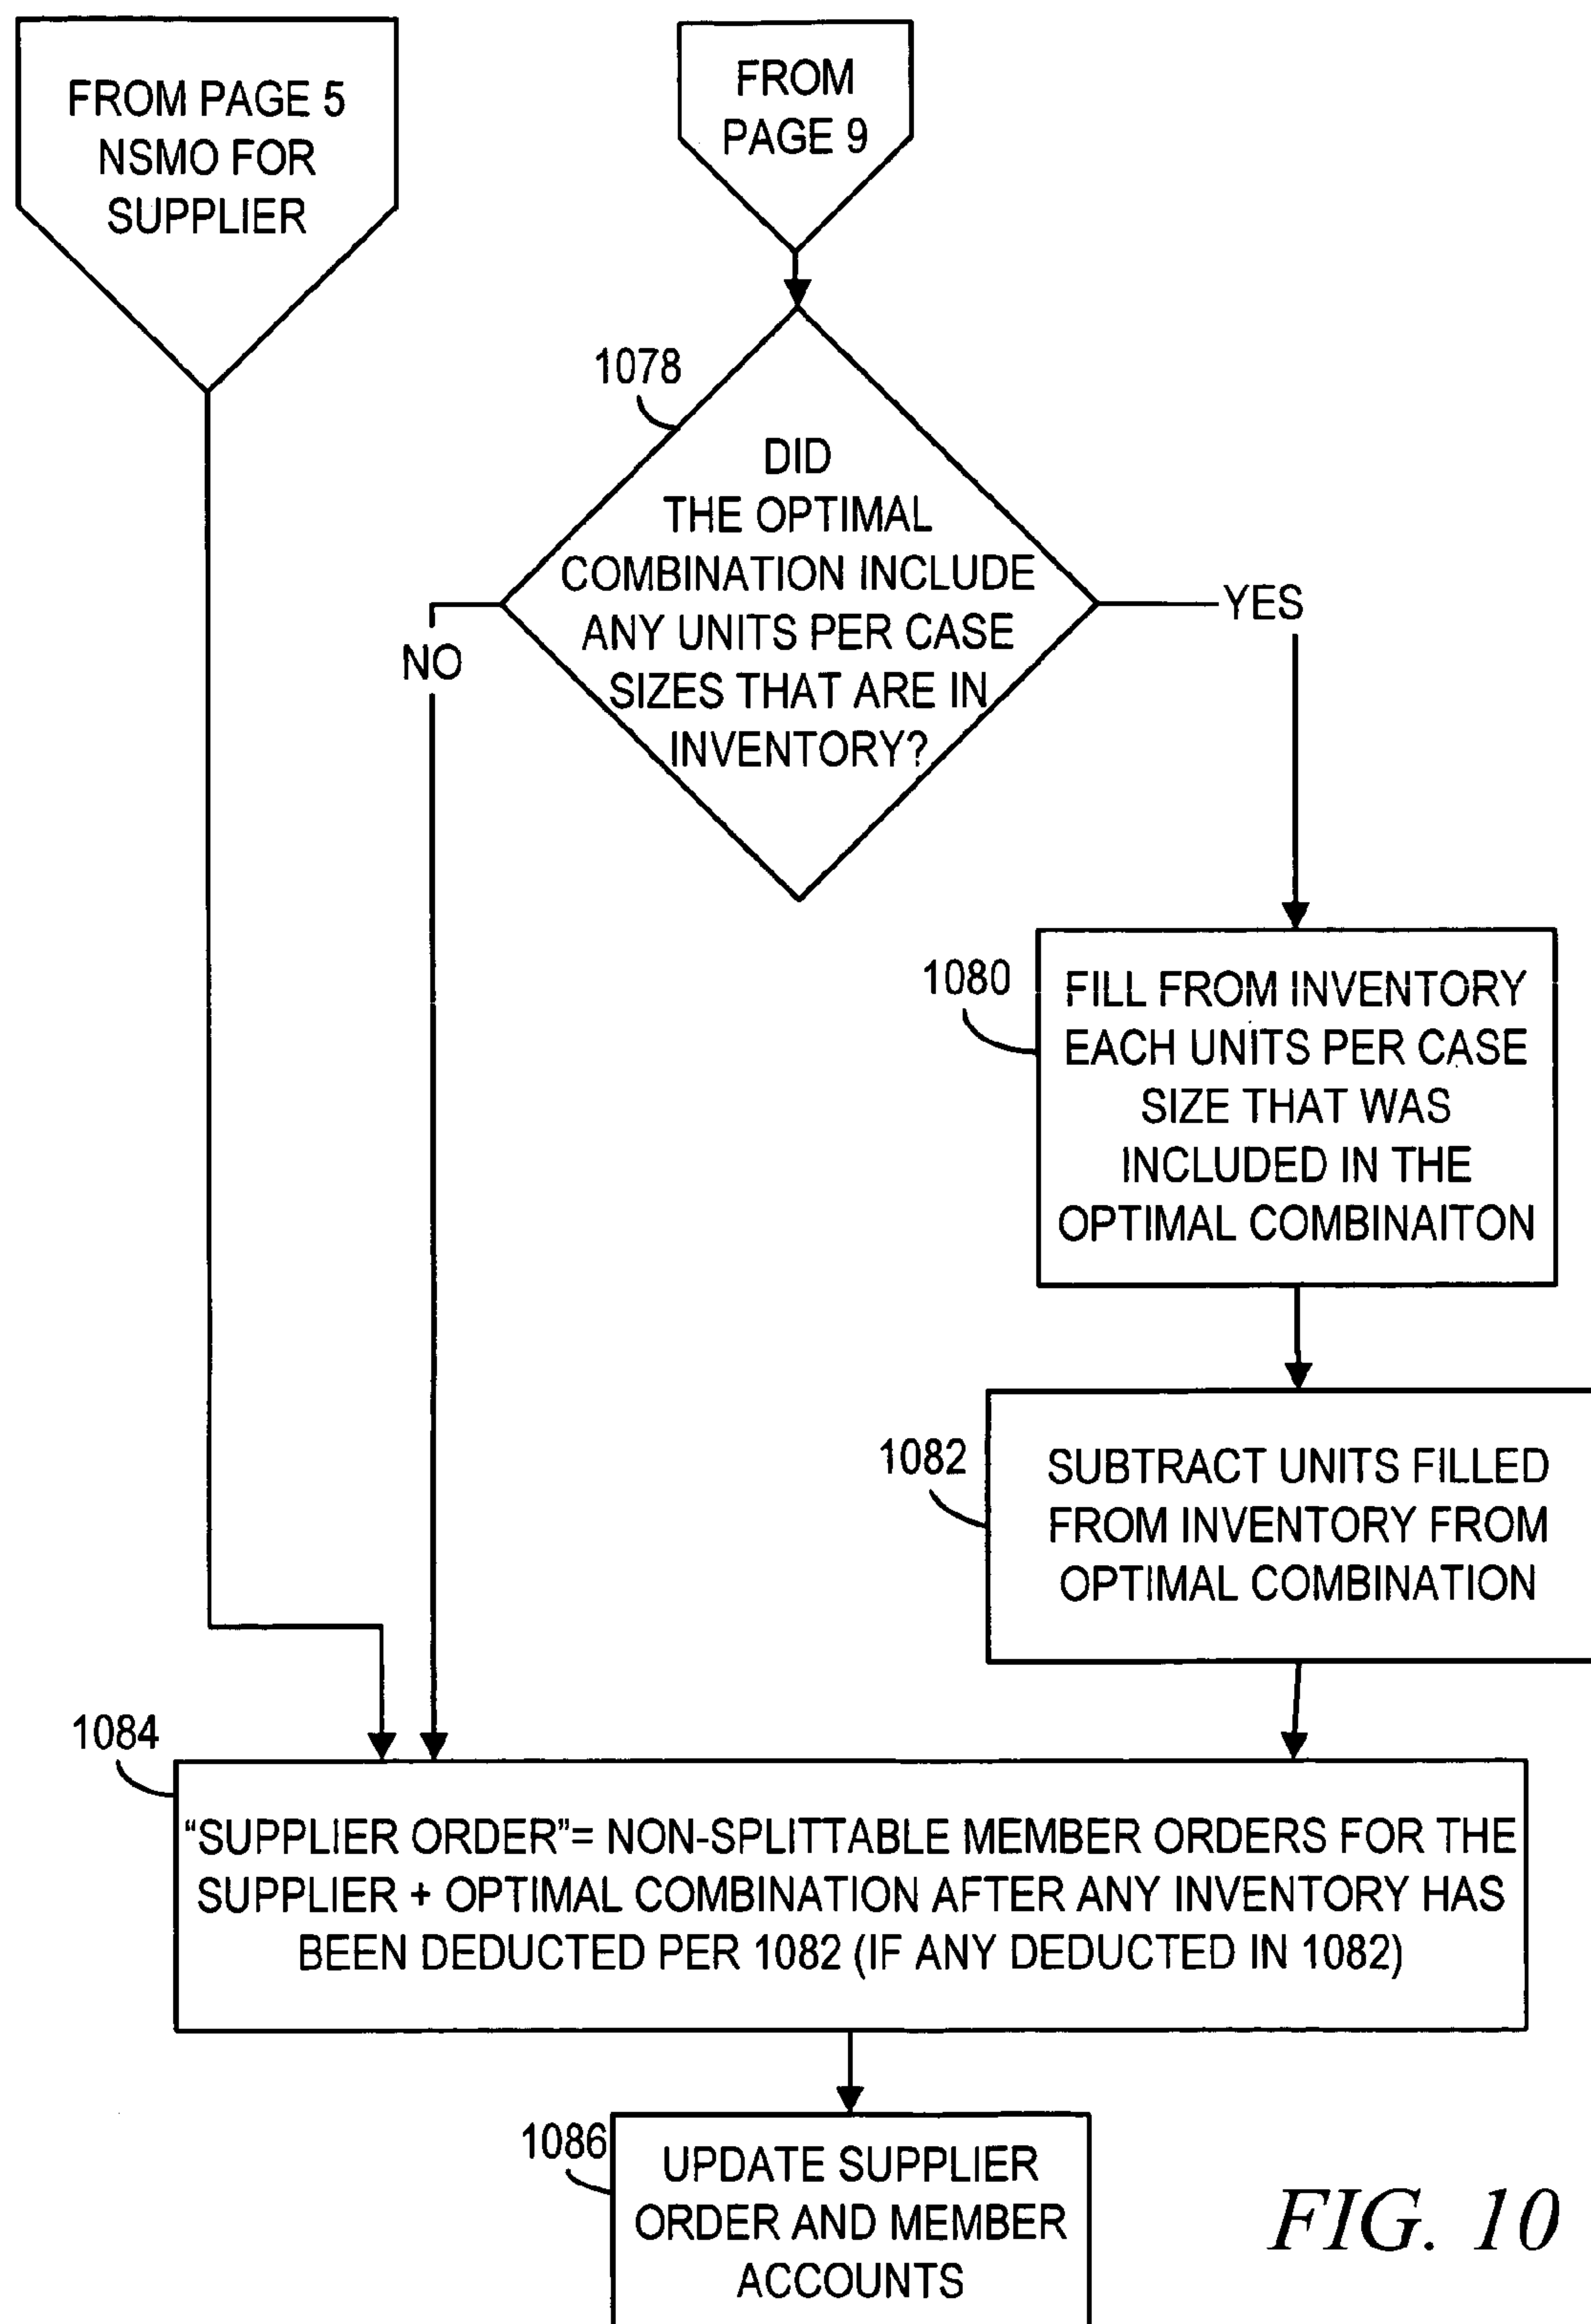 FROM PAGE 5
NSMO FOR
SUPPLIER
FROM
PAGE 9
1078
DID
THE OPTIMAL
COMBINATION INCLUDE
ANY UNITS PER CASE
SIZES THAT ARE IN
INVENTORY?
NO
YES
1080
FILL FROM INVENTORY
EACH UNITS PER CASE
SIZE THAT WAS
INCLUDED IN THE
OPTIMAL COMBINAITON
1082
SUBTRACT UNITS FILLED
FROM INVENTORY FROM
OPTIMAL COMBINATION
1084
“SUPPLIER ORDER”= NON-SPLITTABLE MEMBER ORDERS FOR THE
SUPPLIER + OPTIMAL COMBINATION AFTER ANY INVENTORY HAS
BEEN DEDUCTED PER 1082 (IF ANY DEDUCTED IN 1082)
1086
UPDATE SUPPLIER
ORDER AND MEMBER
ACCOUNTS
FIG. 10